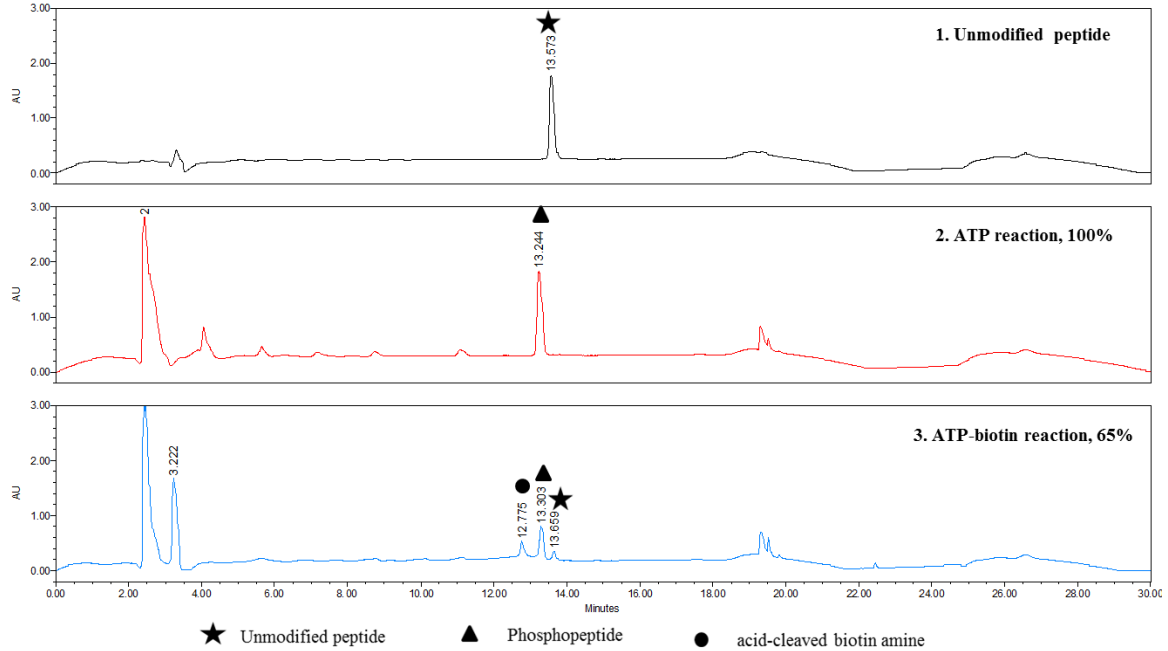 3.00
2.00
1.00
0.00
AU
13.573
1. Unmodified peptide
3.00
2.00
1.00
0.00
AU
2
13.244
2. ATP reaction, 100%
3.00
2.00
1.00
0.00
AU
3.222
12.775
13.303
13.659
3. ATP-biotin reaction, 65%
0.00 2.00 4.00 6.00 8.00 10.00 12.00 14.00 16.00 18.00 20.00 22.00 24.00 26.00 28.00 30.00
Minutes
Unmodified peptide Phosphopeptide acid-cleaved biotin amine